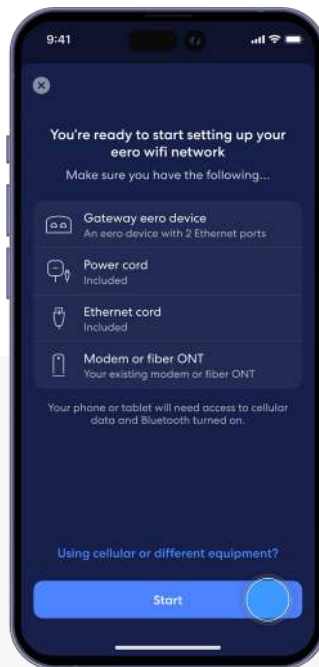 9:41
You're ready to start setting up your
eero wifi network
Make sure you have the following...
Gateway eero device
An eero device with 2 Ethernet ports
Power cord
Included
Ethernet cord
Included
Modem or fiber ONT
Your existing modem or fiber ONT
Your phone or tablet will need access to cellular
data and Bluetooth turned on.
Using cellular or different equipment?
Start